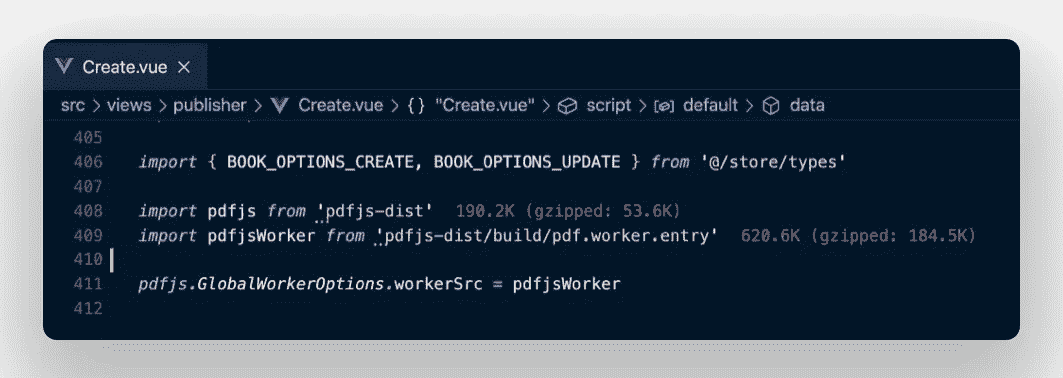 Create.vue ×
src > views > publisher > Create.vue > {} "Create.vue" > script > default > data
405
406 import { BOOK_OPTIONS_CREATE, BOOK_OPTIONS_UPDATE } from '@/store/types'
407
408 import pdfjs from 'pdfjs-dist' 190.2K (gzipped: 53.6K)
409 import pdfjsWorker from 'pdfjs-dist/build/pdf.worker.entry' 620.6K (gzipped: 184.5K)
410
411 pdfjs.GlobalWorkerOptions.workerSrc = pdfjsWorker
412